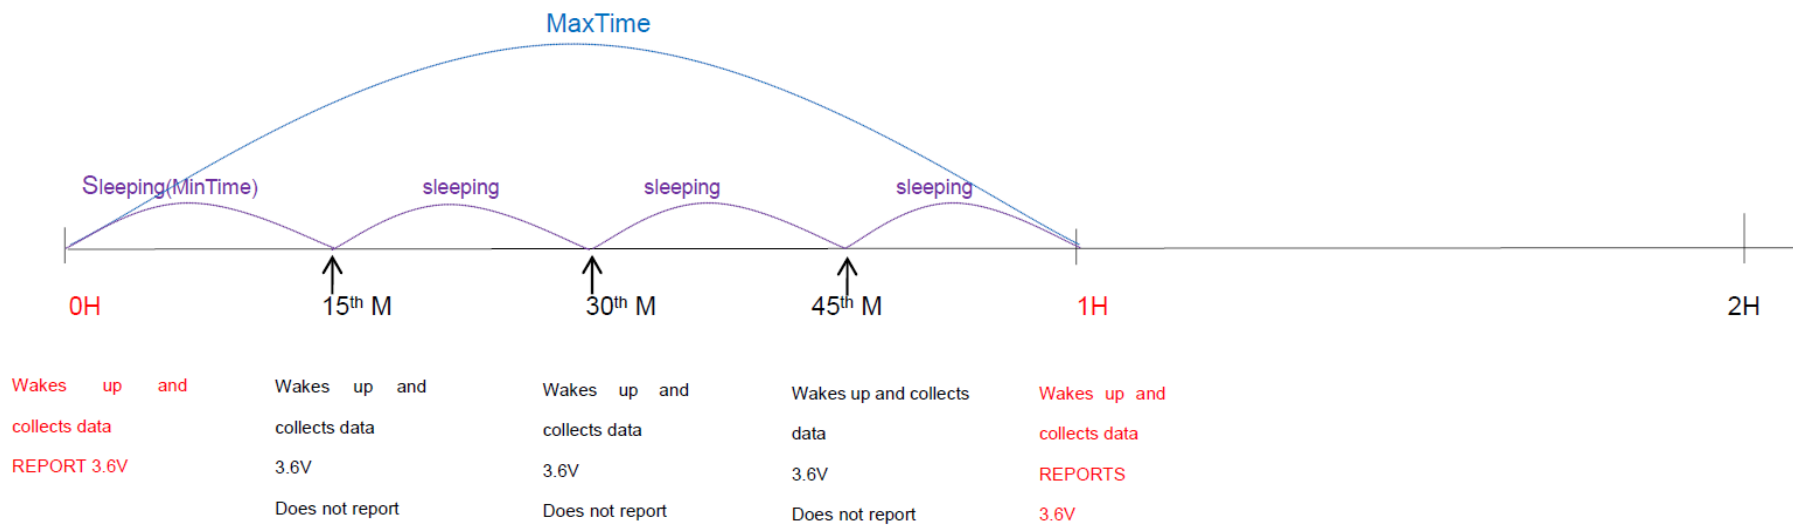 MaxTime
Sleeping(MinTime)
sleeping
sleeping
sleeping
0H
15th M
30th M
45th M
1H
2H
Wakes up and
collects data
REPORT 3.6V
Wakes up and
collects data
3.6V
Does not report
Wakes up and
collects data
3.6V
Does not report
Wakes up and collects
data
3.6V
Does not report
Wakes up and
collects data
REPORTS
3.6V